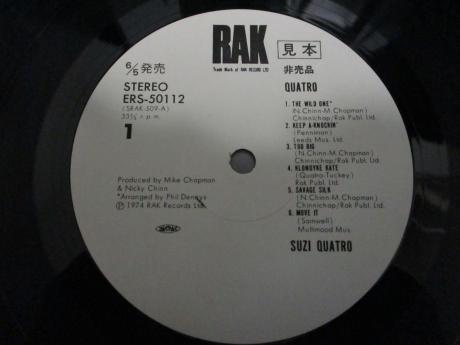 RAK
Trade Mark of RAK RECORDS LTD
見本
非売品
6/5発売
STEREO
ERS-50112
(SRAK-509-A)
33⅓ r.p.m.
1
QUATRO
1. THE WILD ONE*
(N.Chinn-M.Chapman)
Chinnichap/Rak Publ. Ltd.
2. KEEP A-KNOCKIN'
(Penniman)
Leeds Mus. Ltd.
3. TOO BIG
(N.Chinn-M.Chapman)
Chinnichap/Rak Publ. Ltd.
4. KLONDYKE KATE
(Quatro-Tuckey)
Rak Publ. Ltd.
5. SAVAGE SILK
(N.Chinn-M.Chapman)
Chinnichap/Rak Publ. Ltd.
6. MOVE IT
(Samwell)
Multimood Mus.
Produced by Mike Chapman
& Nicky Chinn
*Arranged by Phil Dennys
Ⓟ 1974 RAK Records Ltd.
SUZI QUATRO